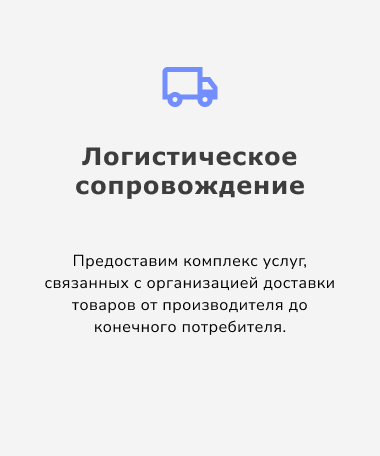 Логистическое
сопровождение
Предоставим комплекс услуг,
связанных с организацией доставки
товаров от производителя до
конечного потребителя.